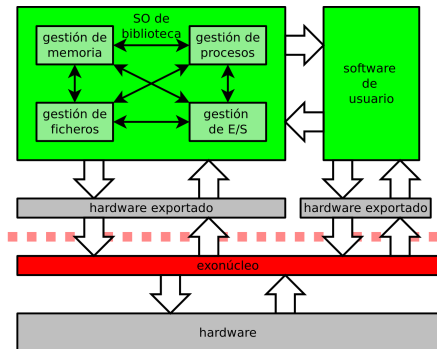 SO de
biblioteca
gestión de
memoria
gestión de
procesos
gestión de
ficheros
gestión
de E/S
software
de
usuario
hardware exportado
hardware exportado
exonúcleo
hardware